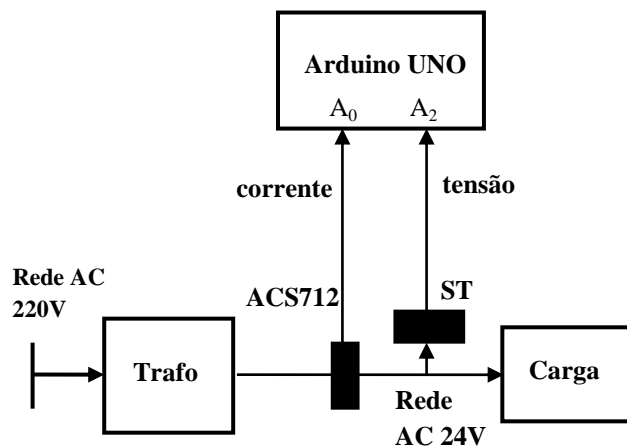 Arduino UNO
A₀ A₂
corrente
tensão
Rede AC
220V
ACS712
ST
Trafo
Carga
Rede
AC 24V